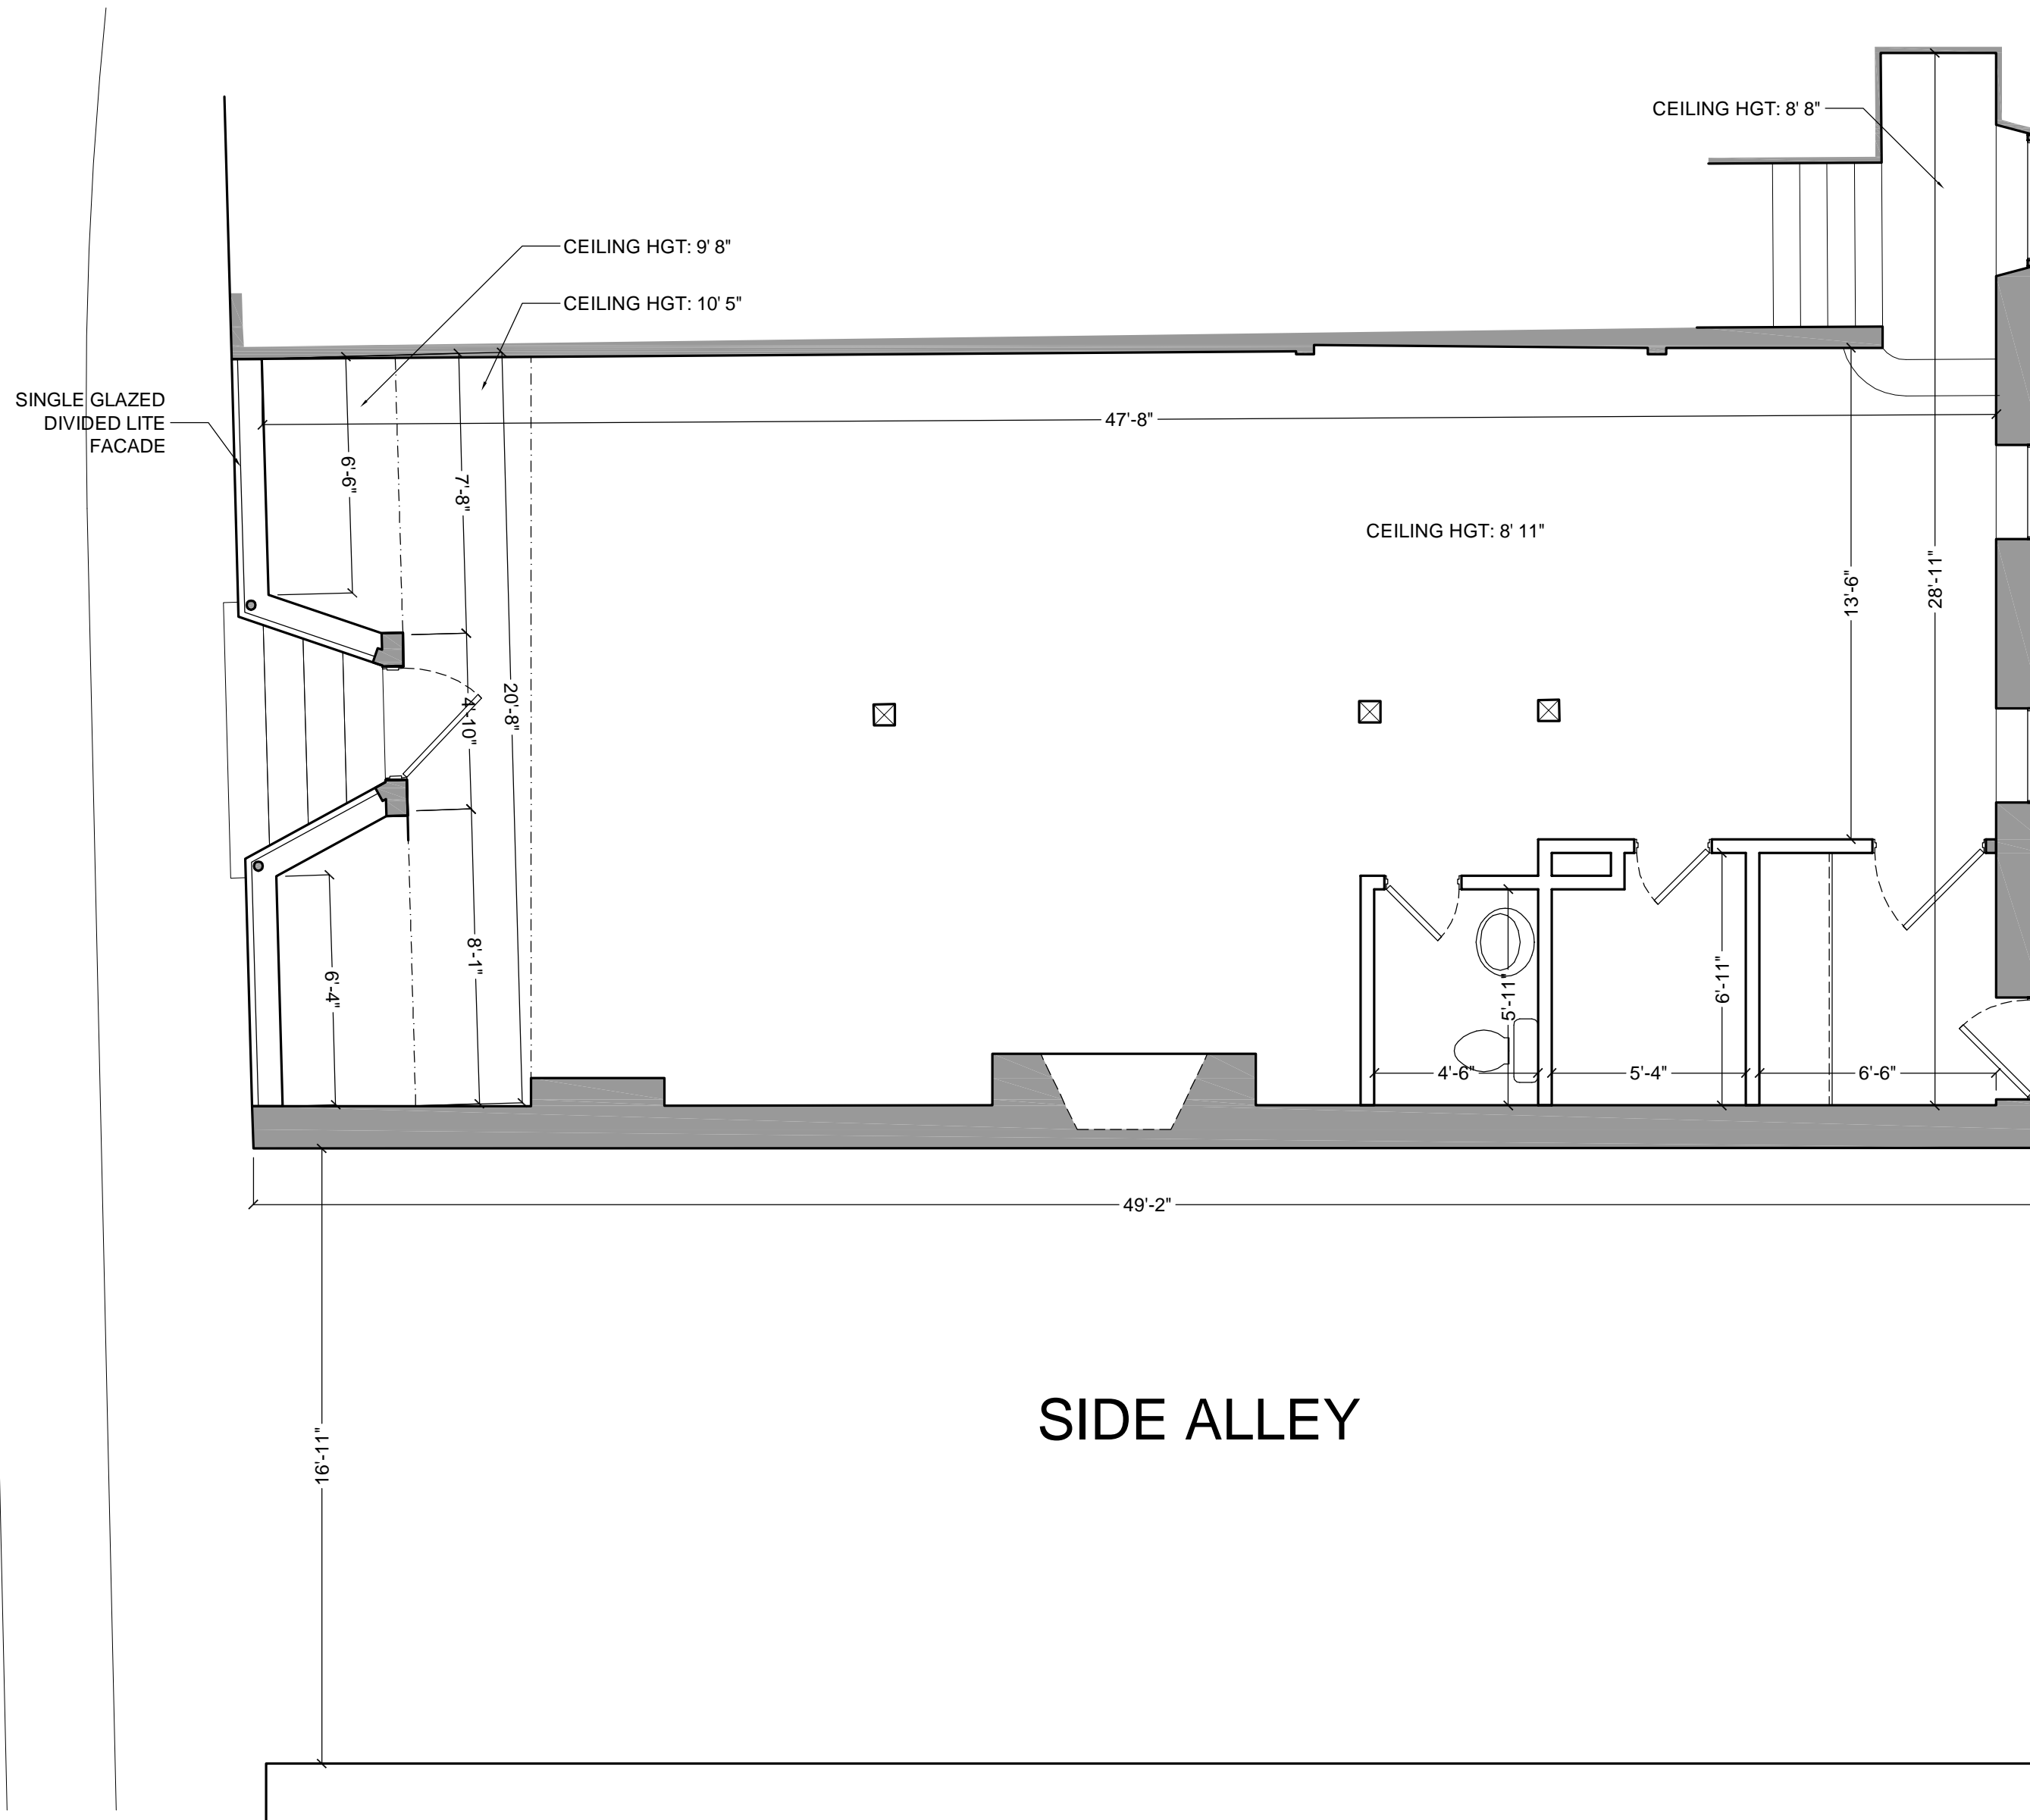 CEILING HGT: 8' 8"
CEILING HGT: 9' 8"
CEILING HGT: 10' 5"
SINGLE GLAZED
DIVIDED LITE
FACADE
47'-8"
6'-6"
7'-8"
CEILING HGT: 8' 11"
13'-6"
28'-11"
20'-8"
4'-10"
8'-1"
6'-4"
5'-11"
6'-11"
4'-6"
5'-4"
6'-6"
49'-2"
SIDE ALLEY
16'-11"